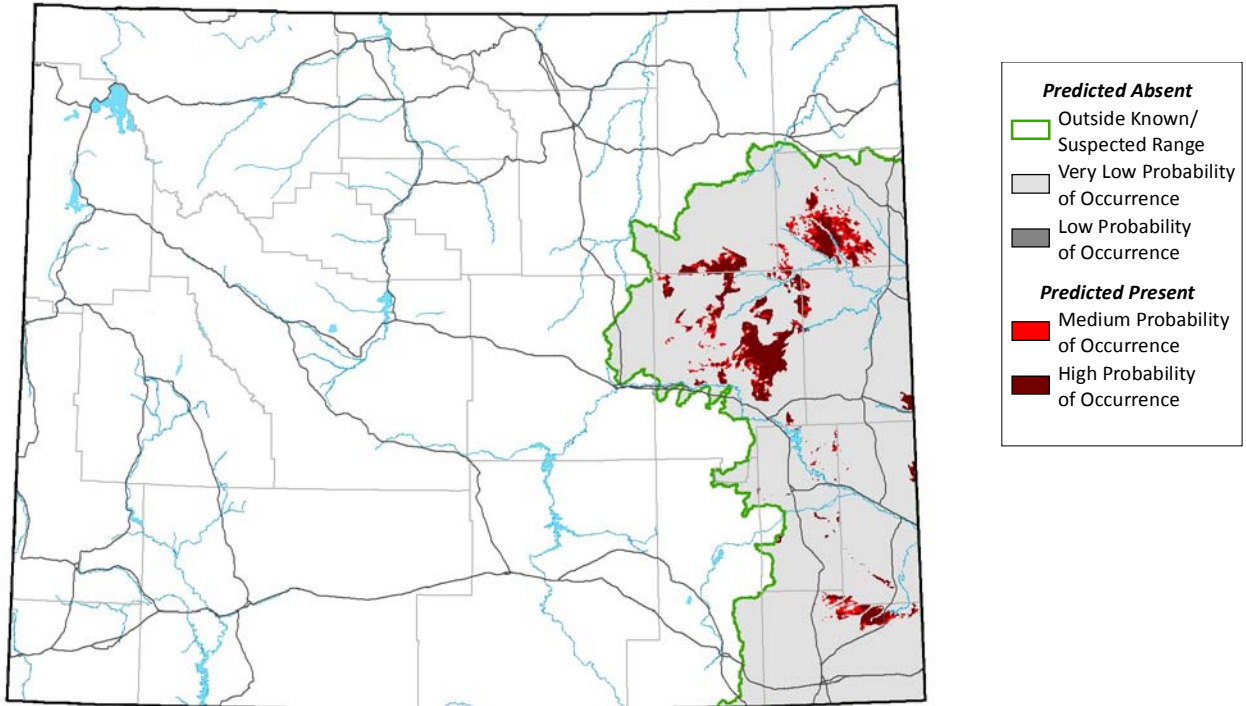 Predicted Absent
Outside Known/
Suspected Range
Very Low Probability
of Occurrence
Low Probability
of Occurrence
Predicted Present
Medium Probability
of Occurrence
High Probability
of Occurrence